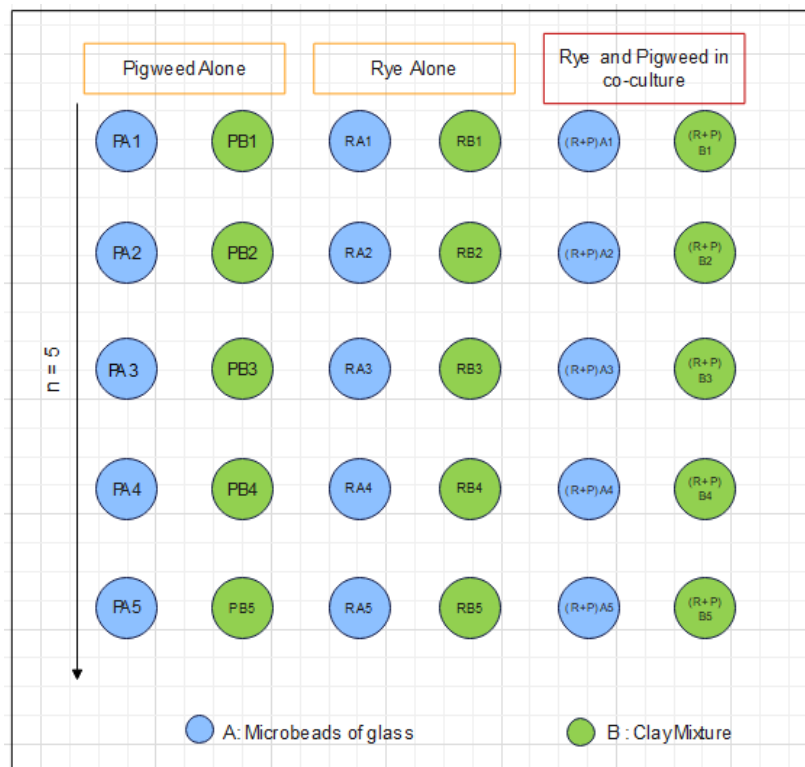 Pigweed Alone
Rye Alone
Rye and Pigweed in
co-culture
PA1
PB1
RA1
RB1
(R+P)A1
(R+P)
B1
PA2
PB2
RA2
RB2
(R+P)A2
(R+P)
B2
n = 5
PA3
PB3
RA3
RB3
(R+P)A3
(R+P)
B3
PA4
PB4
RA4
RB4
(R+P)A4
(R+P)
B4
PA5
PB5
RA5
RB5
(R+P)A5
(R+P)
B5
A: Microbeads of glass
B : Clay Mixture